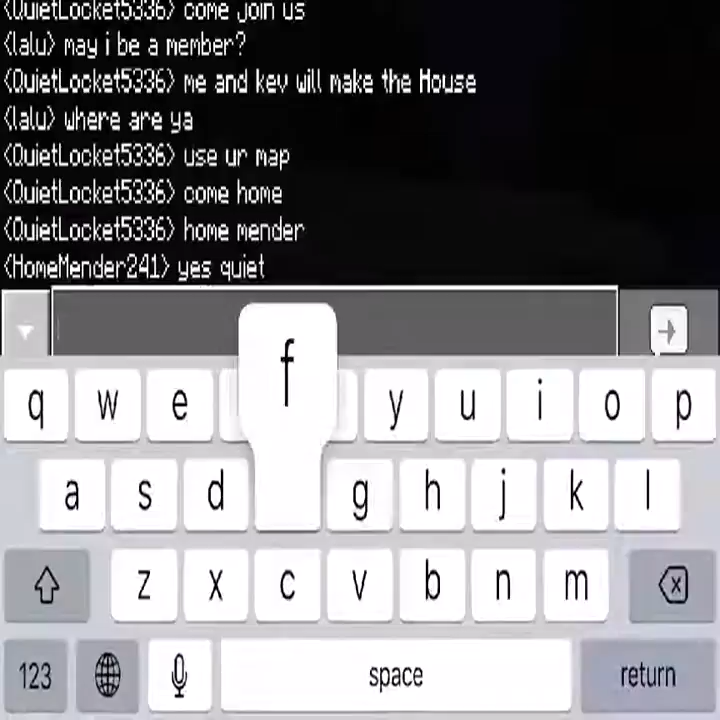 <QuietLocket5336> come join us
<lalu> may i be a member?
<QuietLocket5336> me and kev will make the House
<lalu> where are ya
<QuietLocket5336> use ur map
<QuietLocket5336> come home
<QuietLocket5336> home mender
<HomeMender241> yes quiet
f
q w e y u i o p
a s d g h j k l
z x c v b n m
123 space return